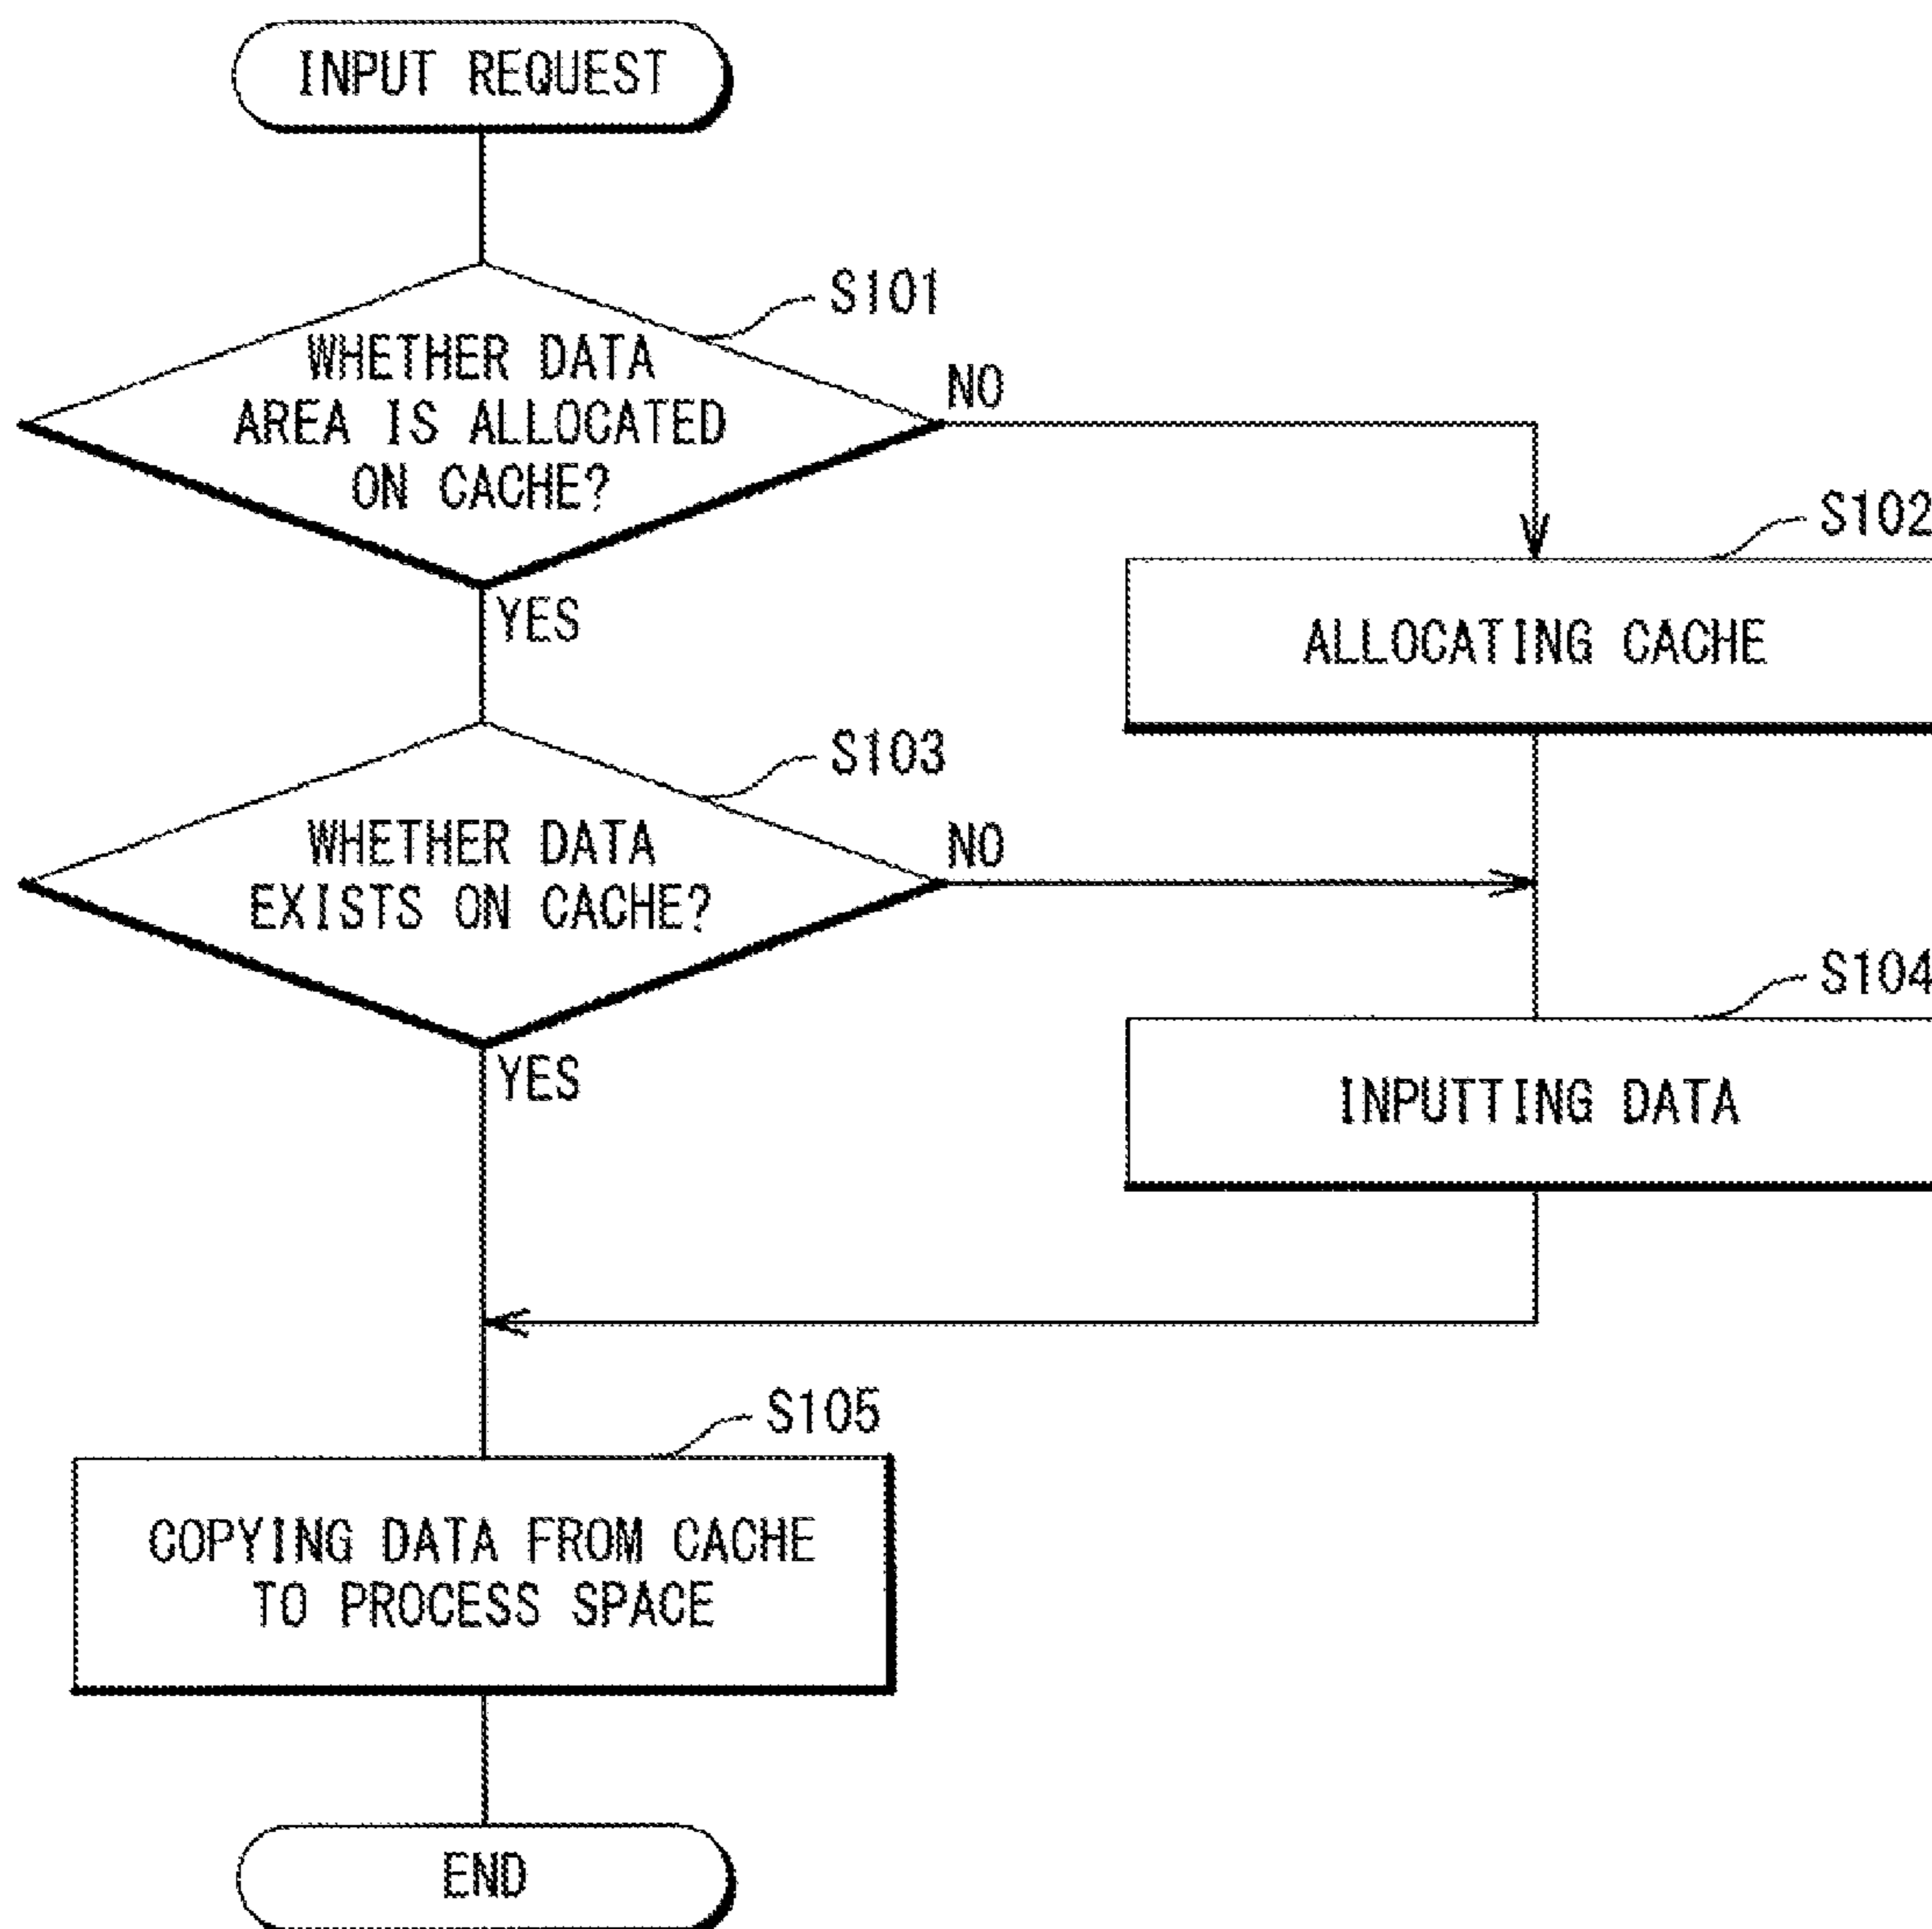 INPUT REQUEST
S101
WHETHER DATA
AREA IS ALLOCATED
ON CACHE?
NO
YES
S102
ALLOCATING CACHE
S103
WHETHER DATA
EXISTS ON CACHE?
NO
YES
S104
INPUTTING DATA
S105
COPYING DATA FROM CACHE
TO PROCESS SPACE
END